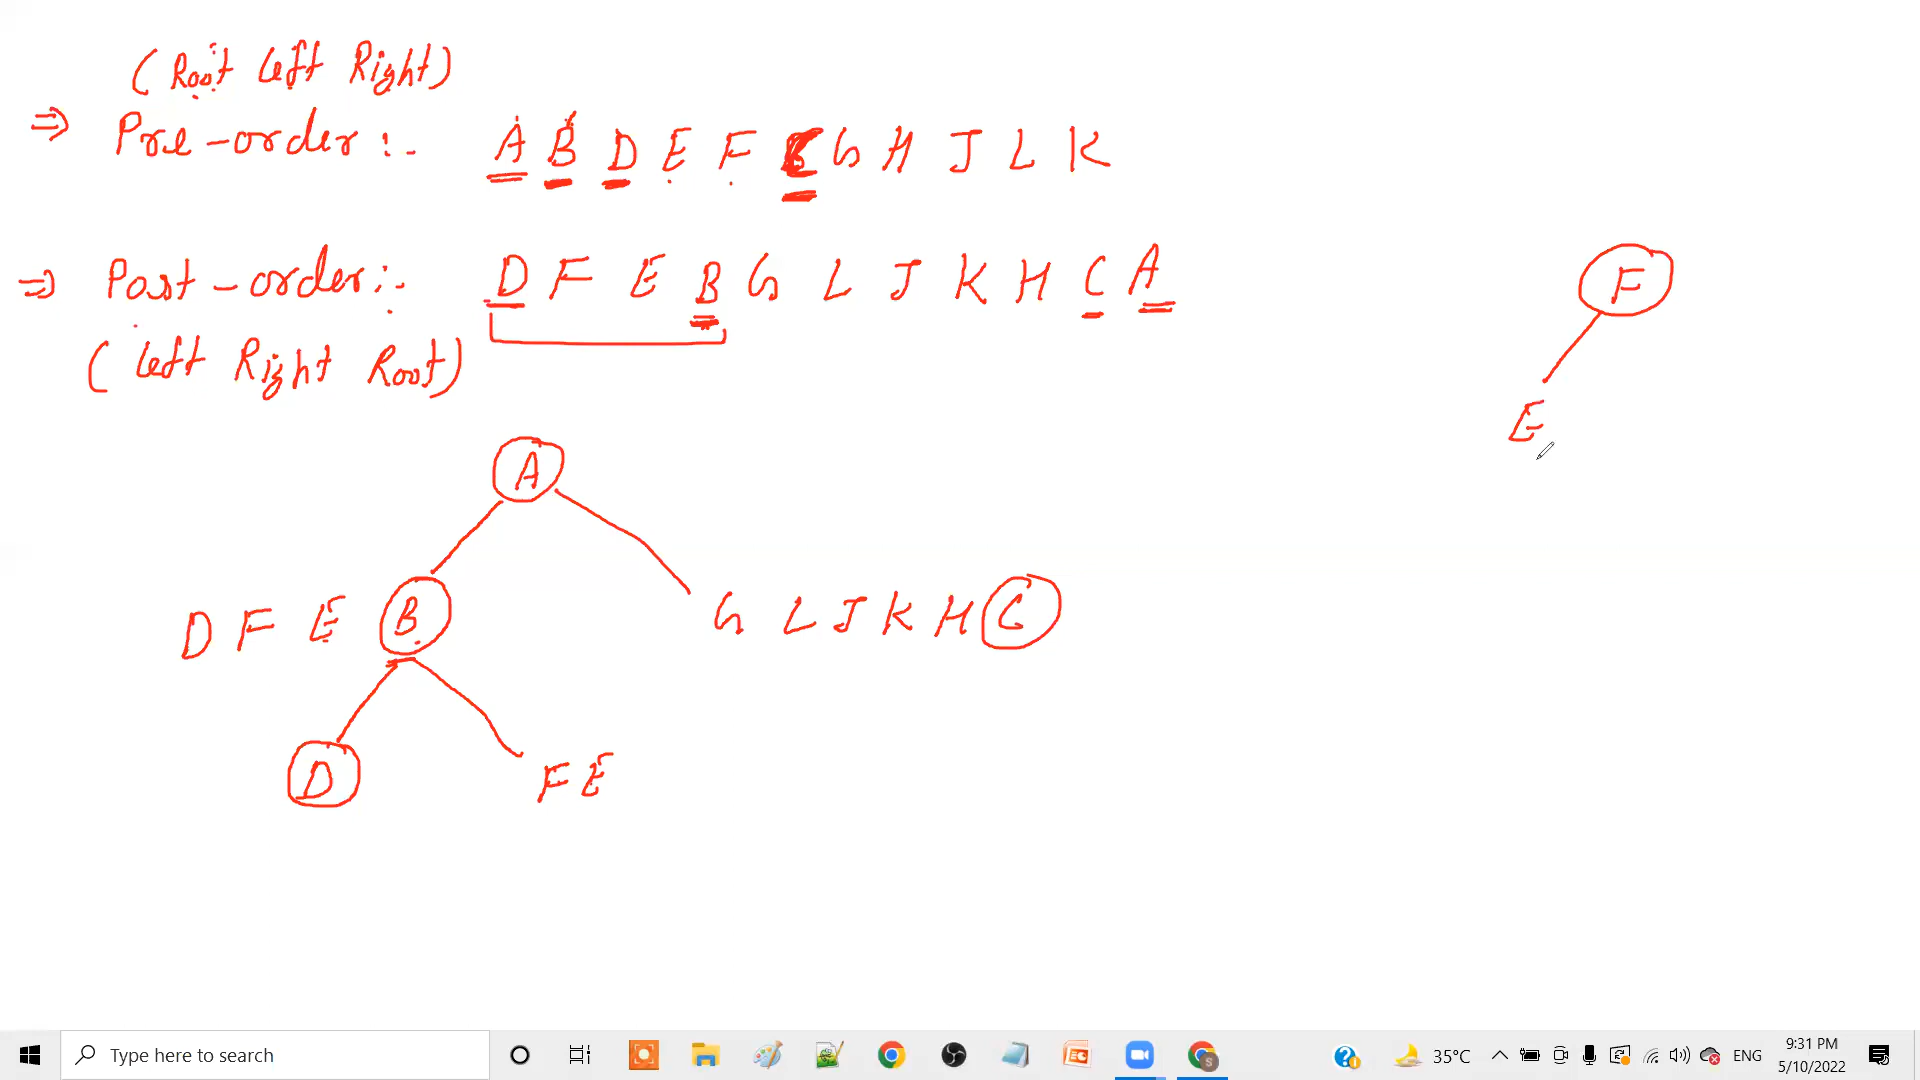 (Root Left Right)
⇒ Pre-order :- A B D E F C G H J L K
⇒ Post-order :- D F E B G L J K H C A
(Left Right Root)
F
E
A
D F E B
G L J K H C
D
F E
Type here to search
35°C
ENG
9:31 PM
5/10/2022